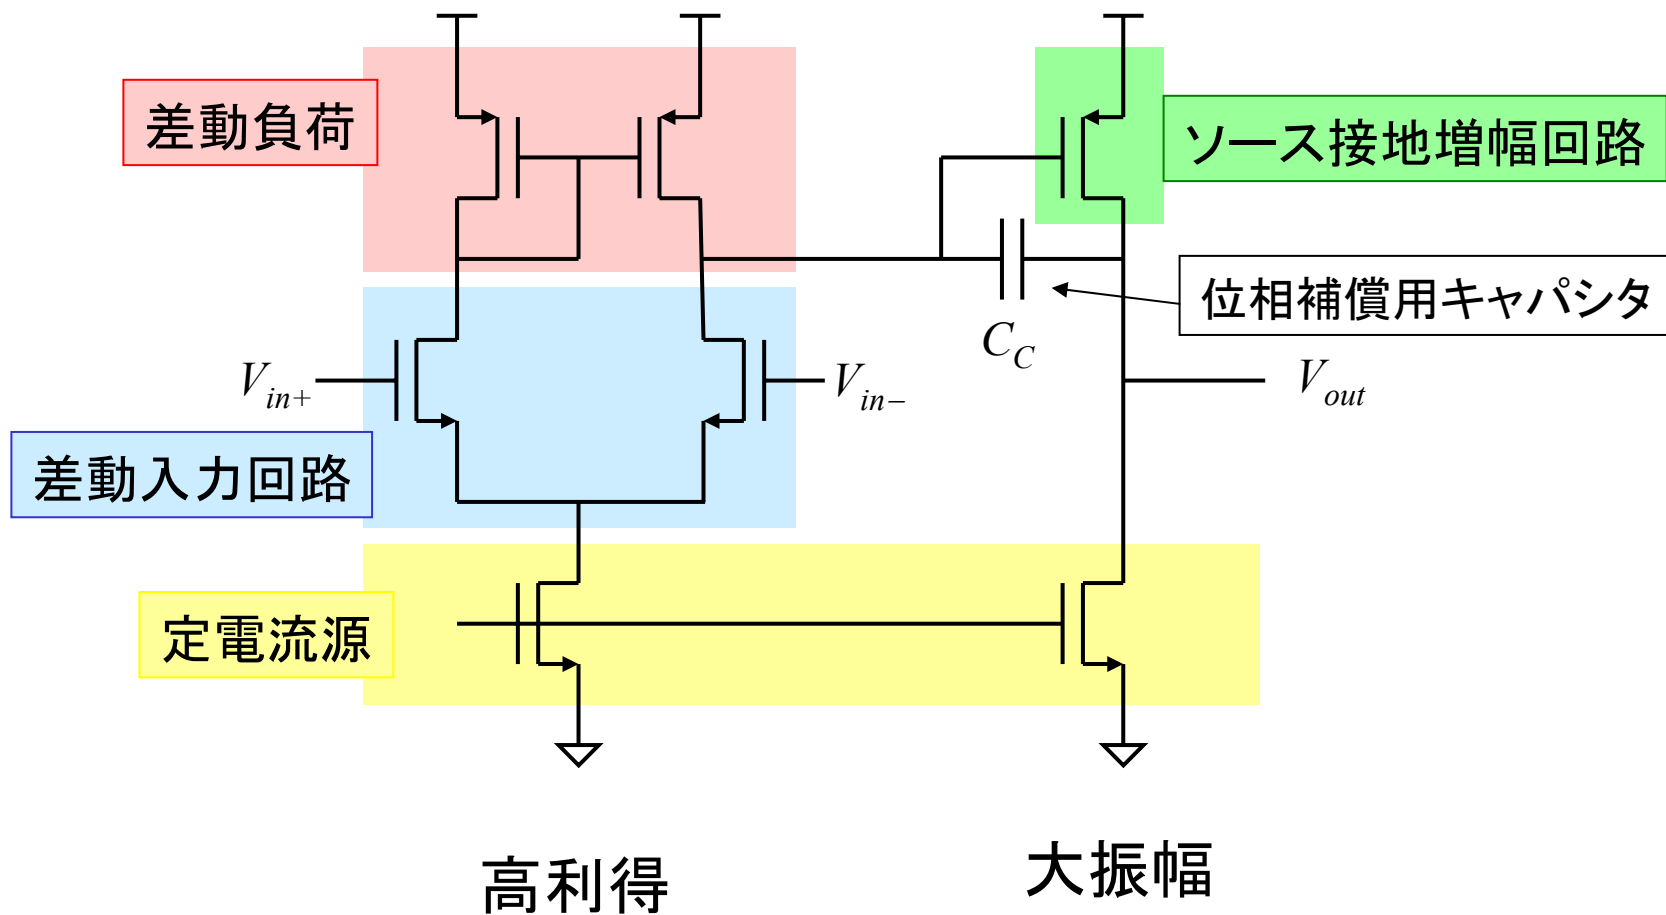 差動負荷
ソース接地増幅回路
位相補償用キャパシタ
C_C
V_in+
V_in−
V_out
差動入力回路
定電流源
高利得
大振幅